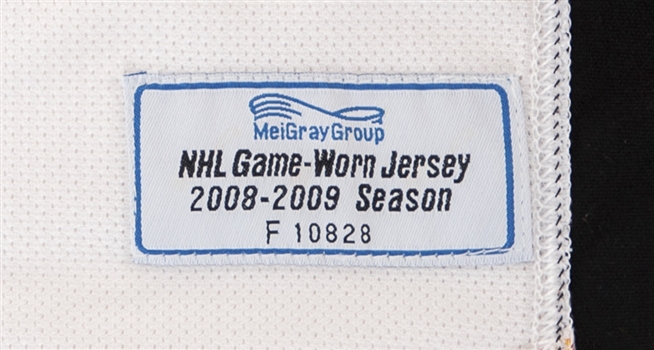 MeiGrayGroup
NHL Game-Worn Jersey
2008-2009 Season
F 10828